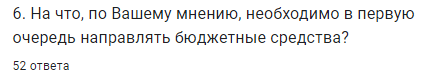 6. На что, по Вашему мнению, необходимо в первую
очередь направлять бюджетные средства?
52 ответа